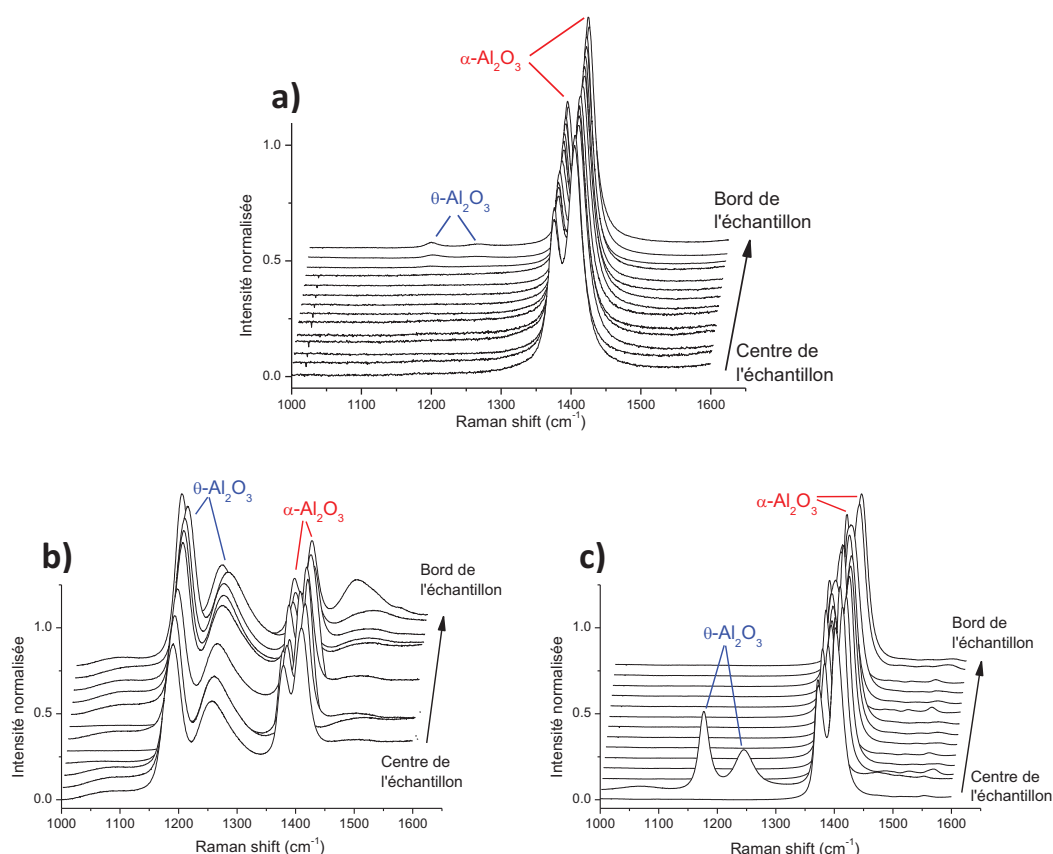 a)
α-Al₂O₃
θ-Al₂O₃
Bord de
l'échantillon
Centre de
l'échantillon
Intensité normalisée
1.0
0.5
0.0
1000 1100 1200 1300 1400 1500 1600
Raman shift (cm⁻¹)
b)
θ-Al₂O₃
α-Al₂O₃
Bord de
l'échantillon
Centre de
l'échantillon
Intensité normalisée
1.0
0.5
0.0
1000 1100 1200 1300 1400 1500 1600
Raman shift (cm⁻¹)
c)
α-Al₂O₃
θ-Al₂O₃
Bord de
l'échantillon
Centre de
l'échantillon
Intensité normalisée
1.0
0.5
0.0
1000 1100 1200 1300 1400 1500 1600
Raman shift (cm⁻¹)